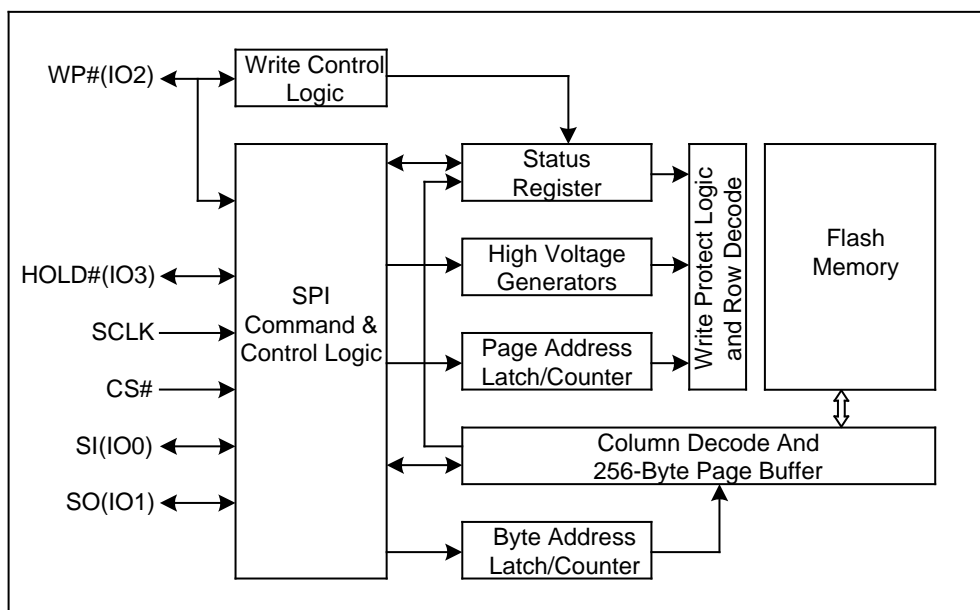 WP#(IO2)
Write Control
Logic
HOLD#(IO3)
SCLK
CS#
SI(IO0)
SO(IO1)
SPI
Command &
Control Logic
Status
Register
High Voltage
Generators
Page Address
Latch/Counter
Write Protect Logic
and Row Decode
Flash
Memory
Column Decode And
256-Byte Page Buffer
Byte Address
Latch/Counter